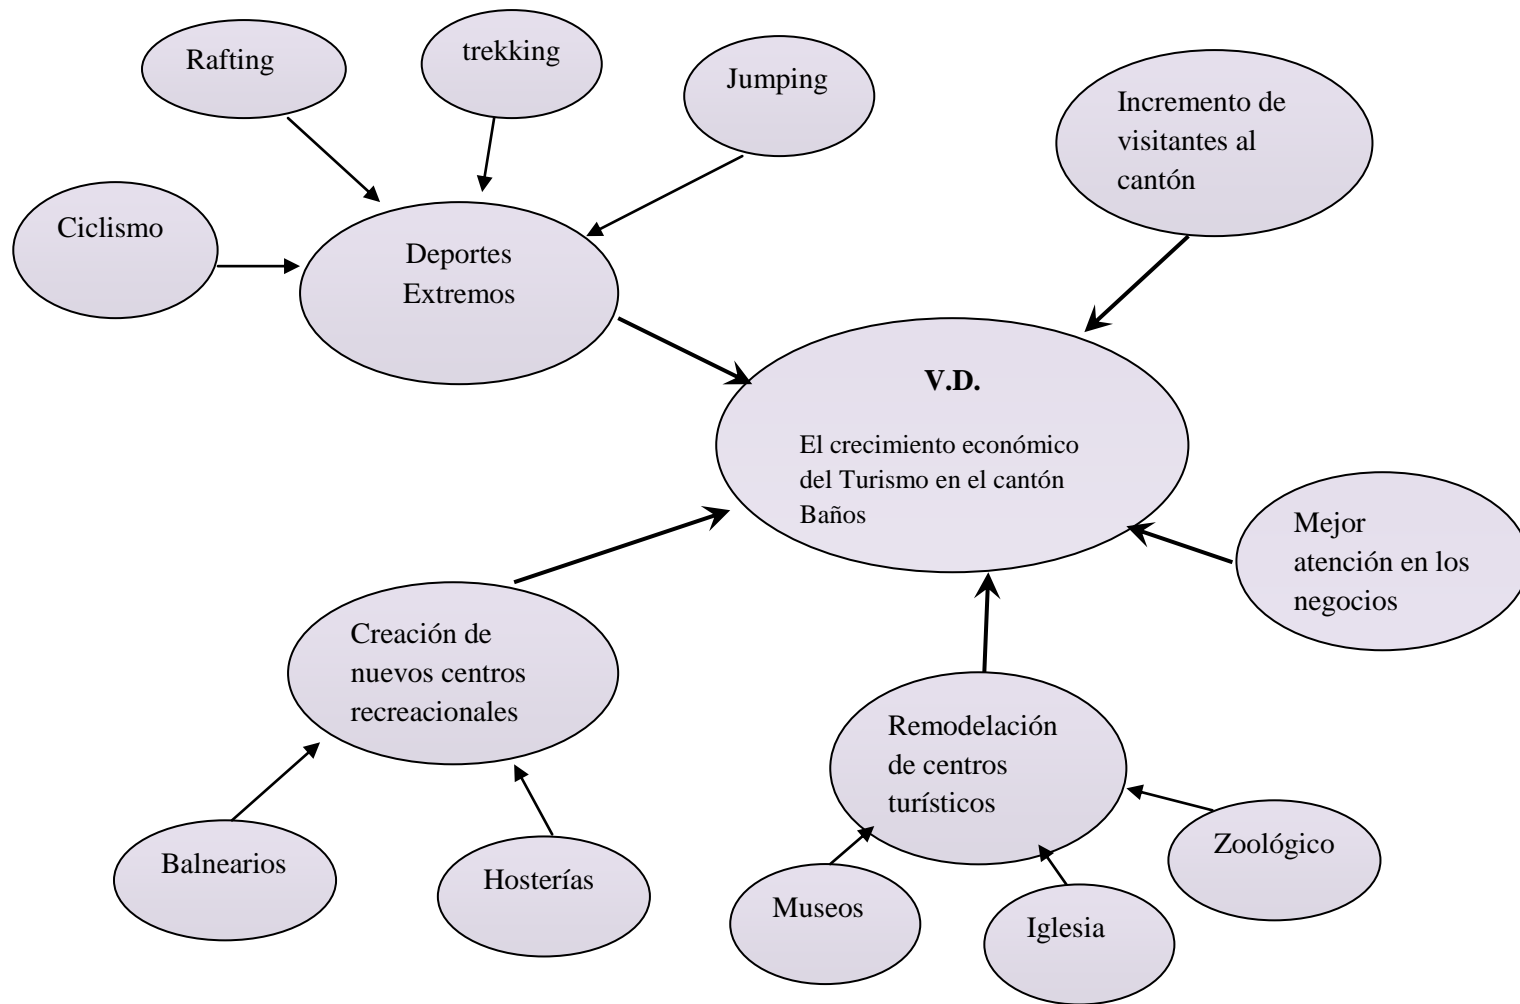 Rafting
trekking
Jumping
Incremento de
visitantes al
cantón
Ciclismo
Deportes
Extremos
V.D.
El crecimiento económico
del Turismo en el cantón
Baños
Mejor
atención en los
negocios
Creación de
nuevos centros
recreacionales
Remodelación
de centros
turísticos
Balnearios
Hosterías
Museos
Iglesia
Zoológico